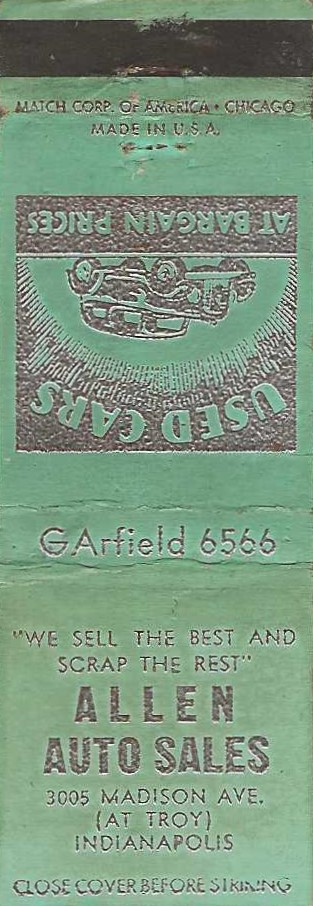 MATCH CORP. OF AMERICA • CHICAGO
MADE IN U.S.A.
USED CARS
AT BARGAIN PRICES
GArfield 6566
"WE SELL THE BEST AND
SCRAP THE REST"
ALLEN
AUTO SALES
3005 MADISON AVE.
(AT TROY)
INDIANAPOLIS
CLOSE COVER BEFORE STRIKING